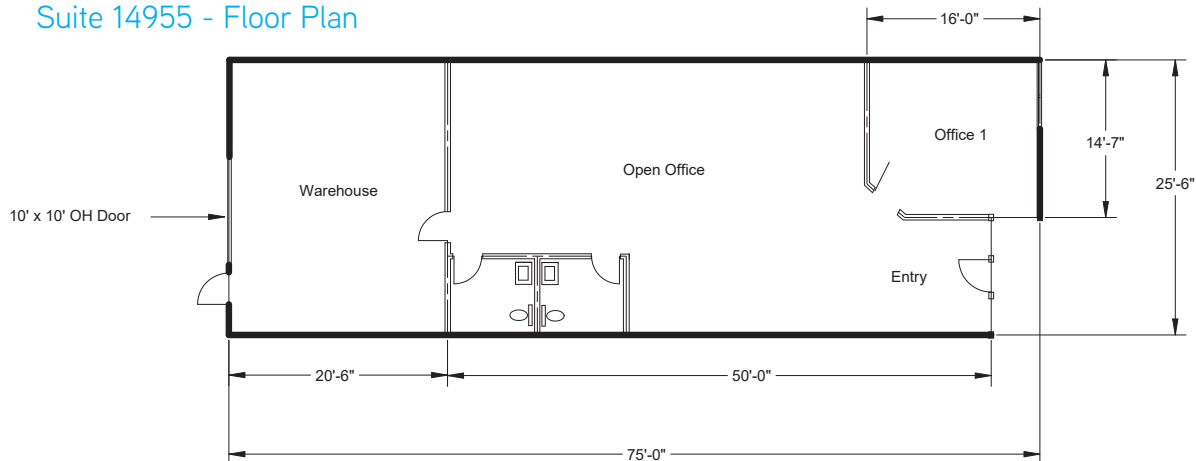 Suite 14955 - Floor Plan
16'-0"
Office 1
14'-7"
Open Office
25'-6"
Warehouse
10' x 10' OH Door
Entry
20'-6"
50'-0"
75'-0"